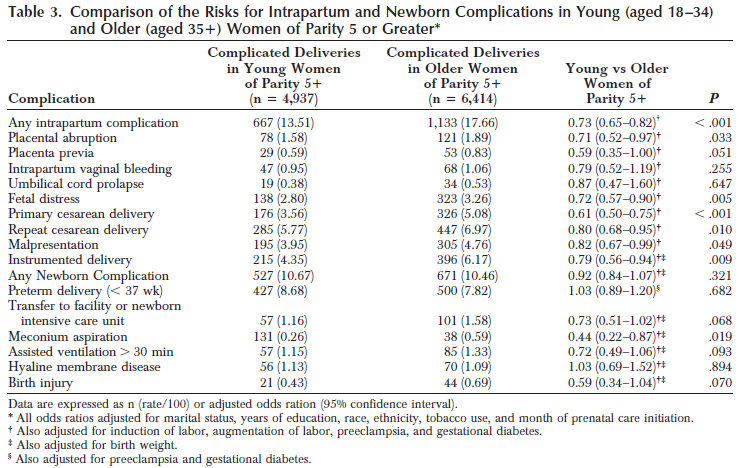 Table 3. Comparison of the Risks for Intrapartum and Newborn Complications in Young (aged 18–34)
and Older (aged 35+) Women of Parity 5 or Greater*
Complicated Deliveries Complicated Deliveries
in Young Women in Older Women Young vs Older
of Parity 5+ of Parity 5+ Women of
Complication (n = 4,937) (n = 6,414) Parity 5+ P
Any intrapartum complication 667 (13.51) 1,133 (17.66) 0.73 (0.65–0.82)† < .001
Placental abruption 78 (1.58) 121 (1.89) 0.71 (0.52–0.97)† .033
Placenta previa 29 (0.59) 53 (0.83) 0.59 (0.35–1.00)† .051
Intrapartum vaginal bleeding 47 (0.95) 68 (1.06) 0.79 (0.52–1.19)† .255
Umbilical cord prolapse 19 (0.38) 34 (0.53) 0.87 (0.47–1.60)† .647
Fetal distress 138 (2.80) 323 (3.26) 0.72 (0.57–0.90)† .005
Primary cesarean delivery 176 (3.56) 326 (5.08) 0.61 (0.50–0.75)† < .001
Repeat cesarean delivery 285 (5.77) 447 (6.97) 0.80 (0.68–0.95)† .010
Malpresentation 195 (3.95) 305 (4.76) 0.82 (0.67–0.99)† .049
Instrumented delivery 215 (4.35) 396 (6.17) 0.79 (0.56–0.94)†‡ .009
Any Newborn Complication 527 (10.67) 671 (10.46) 0.92 (0.84–1.07)†‡ .321
Preterm delivery (< 37 wk) 427 (8.68) 500 (7.82) 1.03 (0.89–1.20)§ .682
Transfer to facility or newborn
intensive care unit 57 (1.16) 101 (1.58) 0.73 (0.51–1.02)†‡ .068
Meconium aspiration 131 (0.26) 38 (0.59) 0.44 (0.22–0.87)†‡ .019
Assisted ventilation > 30 min 57 (1.15) 85 (1.33) 0.72 (0.49–1.06)†‡ .093
Hyaline membrane disease 56 (1.13) 70 (1.09) 1.03 (0.69–1.52)†‡ .894
Birth injury 21 (0.43) 44 (0.69) 0.59 (0.34–1.04)†‡ .070
Data are expressed as n (rate/100) or adjusted odds ration (95% confidence interval).
* All odds ratios adjusted for marital status, years of education, race, ethnicity, tobacco use, and month of prenatal care initiation.
† Also adjusted for induction of labor, augmentation of labor, preeclampsia, and gestational diabetes.
‡ Also adjusted for birth weight.
§ Also adjusted for preeclampsia and gestational diabetes.